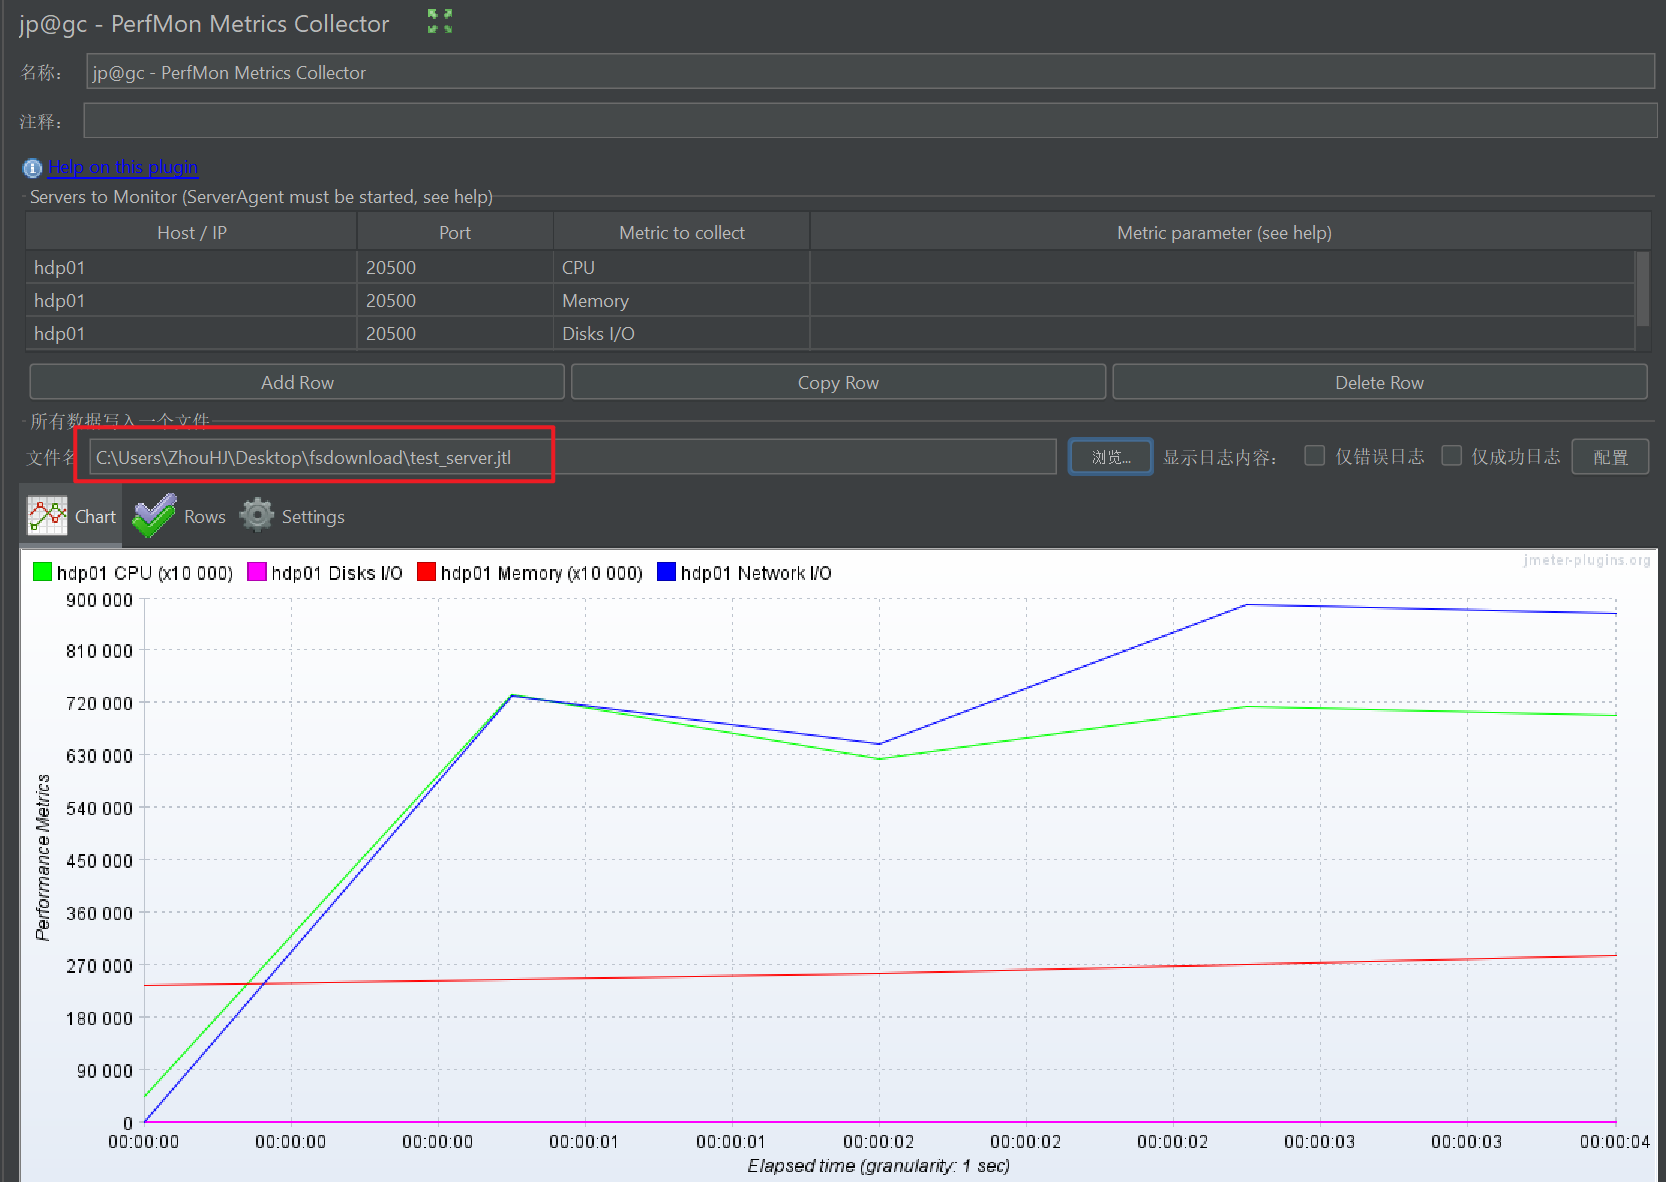 jp@gc - PerfMon Metrics Collector
名称： jp@gc - PerfMon Metrics Collector
注释：
Help on this plugin
Servers to Monitor (ServerAgent must be started, see help)
Host / IP Port Metric to collect Metric parameter (see help)
hdp01 20500 CPU
hdp01 20500 Memory
hdp01 20500 Disks I/O
Add Row Copy Row Delete Row
所有数据写入一个文件
文件名 C:\Users\ZhouHJ\Desktop\fsdownload\test_server.jtl 浏览... 显示日志内容： 仅错误日志 仅成功日志 配置
Chart Rows Settings
jmeter-plugins.org
hdp01 CPU (x10 000) hdp01 Disks I/O hdp01 Memory (x10 000) hdp01 Network I/O
900 000
810 000
720 000
630 000
540 000
450 000
360 000
270 000
180 000
90 000
0
Performance Metrics
00:00:00 00:00:00 00:00:00 00:00:01 00:00:01 00:00:02 00:00:02 00:00:02 00:00:03 00:00:03 00:00:04
Elapsed time (granularity: 1 sec)